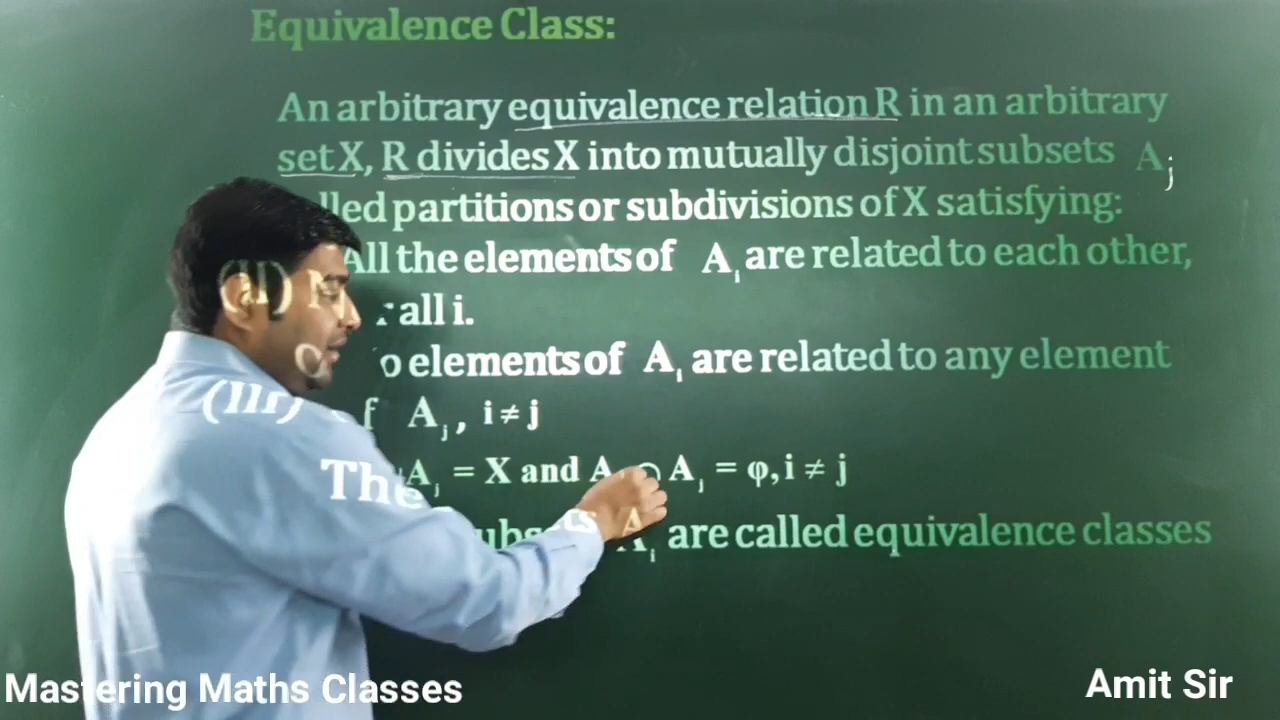 Equivalence Class:
An arbitrary equivalence relation R in an arbitrary
set X, R divides X into mutually disjoint subsets A j
partitions or subdivisions of X satisfying:
All the elements of A i are related to each other,
all i.
elements of A i are related to any element
(III) A j , i ≠ j
A j = X and A ∩ A j = φ, i ≠ j
The A i are called equivalence classes
Mastering Maths Classes
Amit Sir